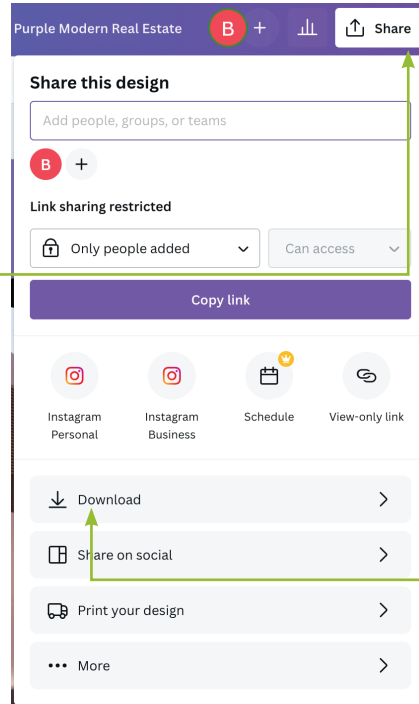 Purple Modern Real Estate B + Share
Share this design
Add people, groups, or teams
B +
Link sharing restricted
Only people added Can access
Copy link
Instagram Personal
Instagram Business
Schedule
View-only link
Download
Share on social
Print your design
More